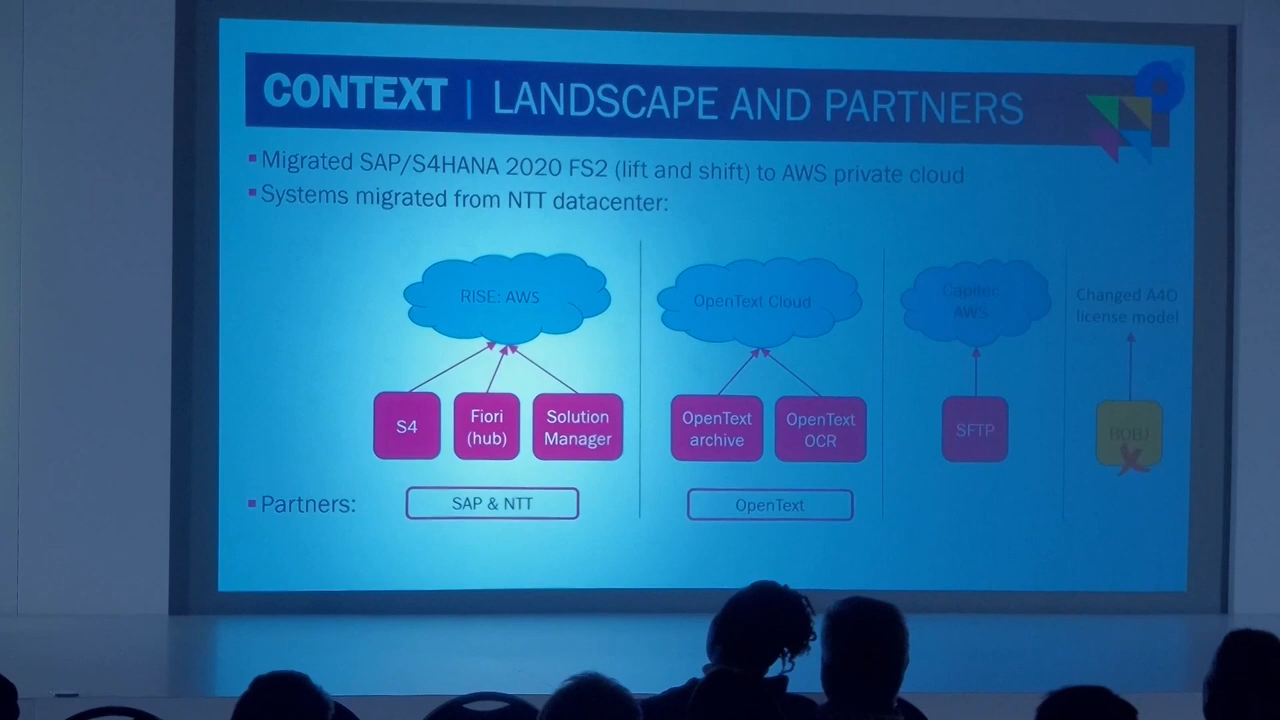 CONTEXT | LANDSCAPE AND PARTNERS
▪ Migrated SAP/S4HANA 2020 FS2 (lift and shift) to AWS private cloud
▪ Systems migrated from NTT datacenter:
RISE: AWS
OpenText Cloud
AWS
Changed A4O
license model
S4
Fiori
(hub)
Solution
Manager
OpenText
archive
OpenText
OCR
SFTP
BOBJ
▪ Partners:
SAP & NTT
OpenText